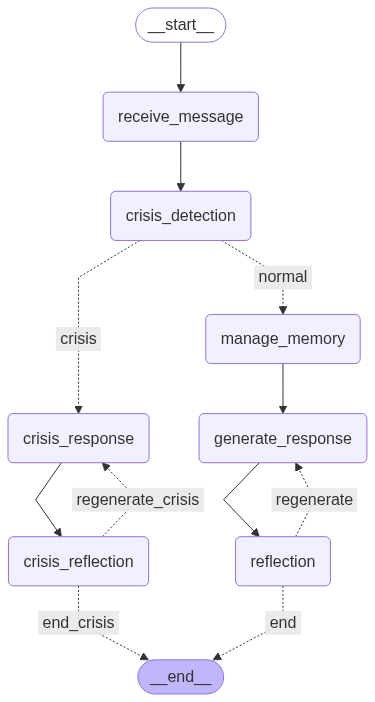 __start__
receive_message
crisis_detection
normal
crisis
manage_memory
crisis_response
generate_response
regenerate_crisis
regenerate
crisis_reflection
reflection
end_crisis
end
__end__